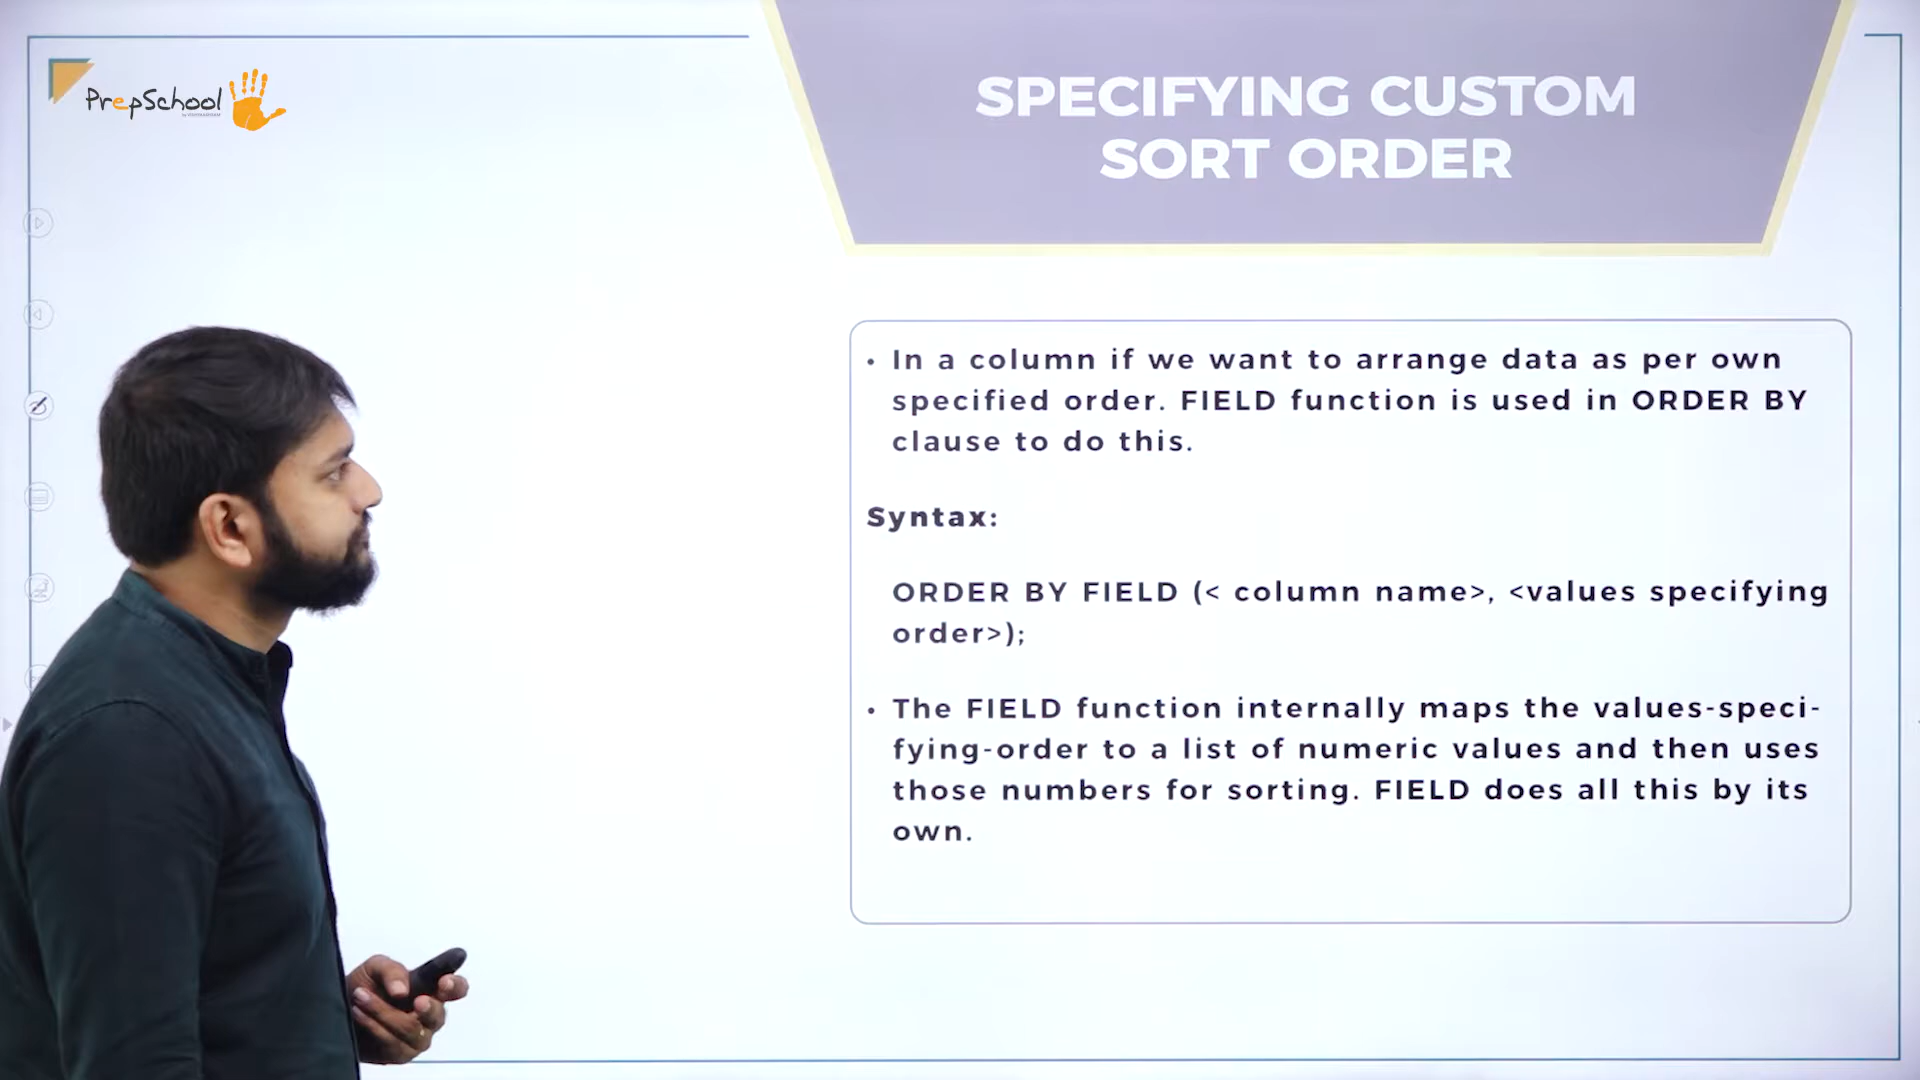 PrepSchool
SPECIFYING CUSTOM
SORT ORDER
• In a column if we want to arrange data as per own
specified order. FIELD function is used in ORDER BY
clause to do this.
Syntax:
ORDER BY FIELD (< column name>, <values specifying
order>);
• The FIELD function internally maps the values-speci-
fying-order to a list of numeric values and then uses
those numbers for sorting. FIELD does all this by its
own.